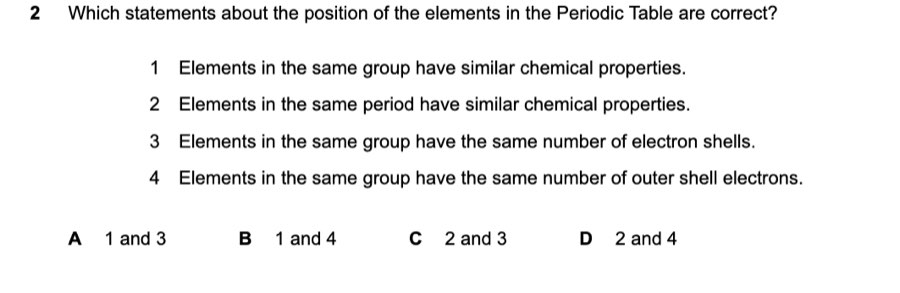 2 Which statements about the position of the elements in the Periodic Table are correct?
1 Elements in the same group have similar chemical properties.
2 Elements in the same period have similar chemical properties.
3 Elements in the same group have the same number of electron shells.
4 Elements in the same group have the same number of outer shell electrons.
A 1 and 3 B 1 and 4 C 2 and 3 D 2 and 4